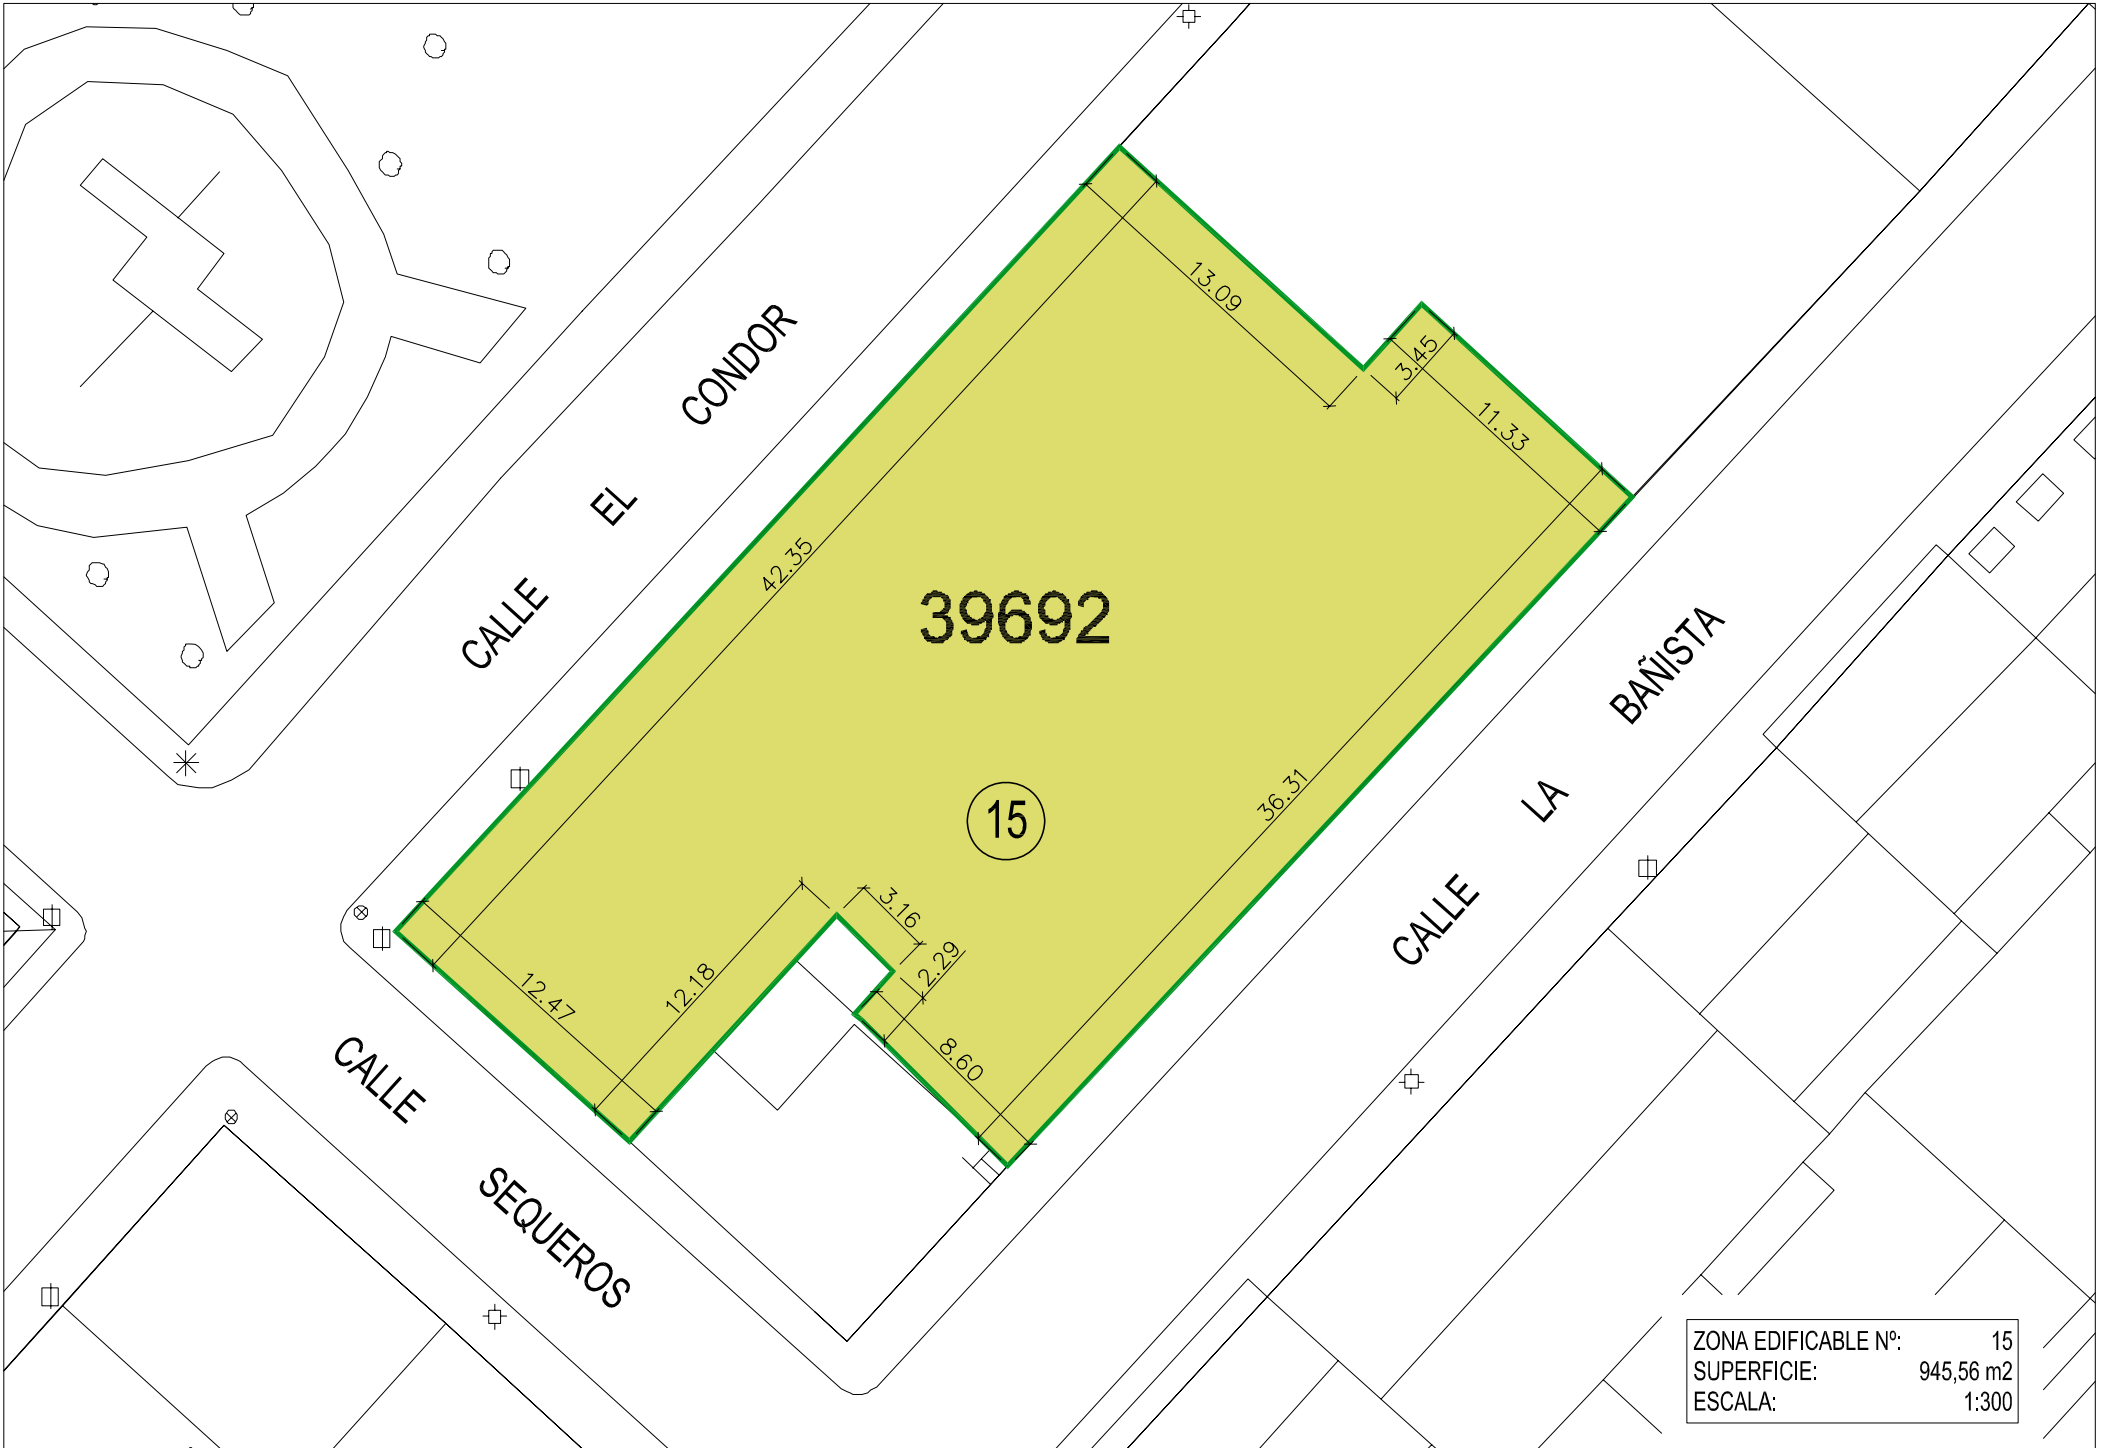 CALLE EL CONDOR
13.09
3.45
11.33
42.35
39692
15
36.31
3.16
2.29
12.18
12.47
8.60
CALLE LA BAÑISTA
CALLE SEQUEROS
ZONA EDIFICABLE Nº: 15
SUPERFICIE: 945,56 m2
ESCALA: 1:300